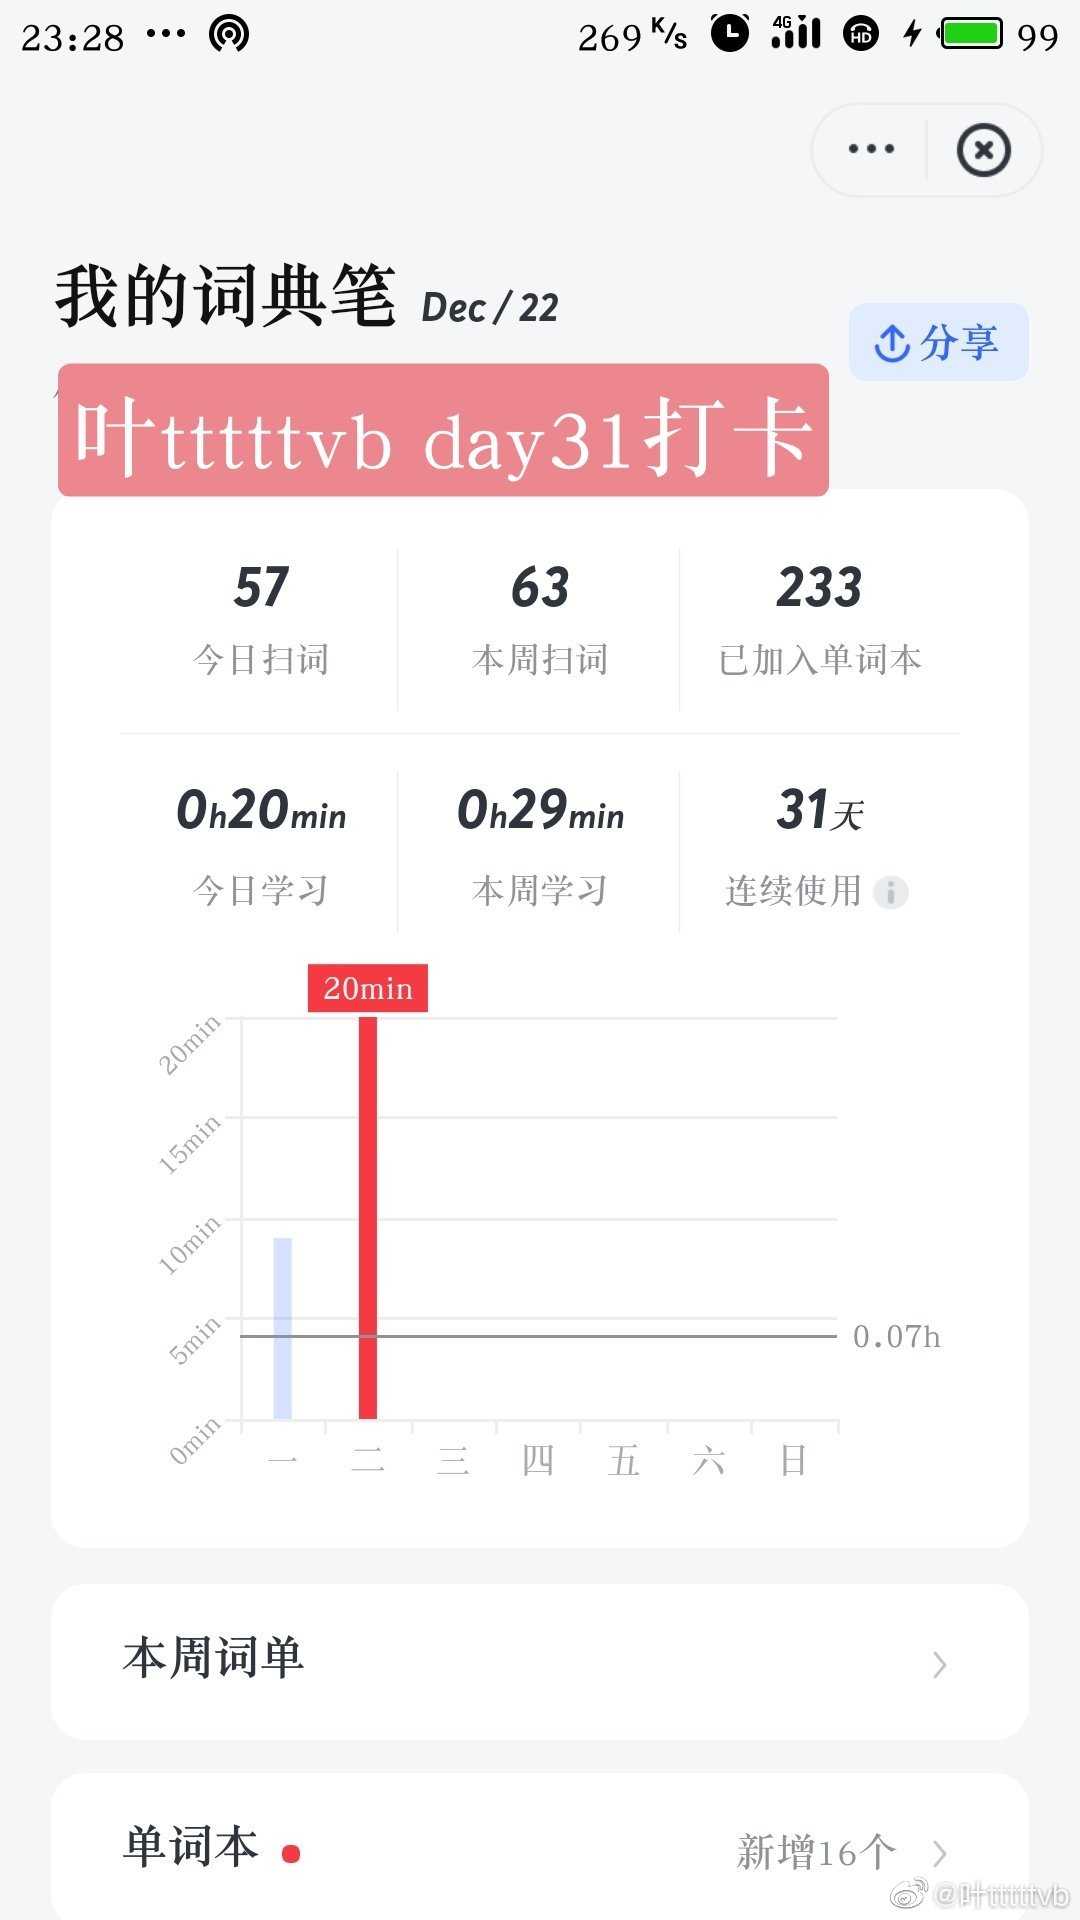 23:28 ··· 269 K/s 4G HD 99
我的词典笔 Dec / 22
分享
叶tttttvb day31打卡
57 63 233
今日扫词 本周扫词 已加入单词本
0h20min 0h29min 31天
今日学习 本周学习 连续使用
20min
20min
15min
10min
5min
0.07h
0min
一 二 三 四 五 六 日
本周词单
单词本 新增16个
@叶tttttvb